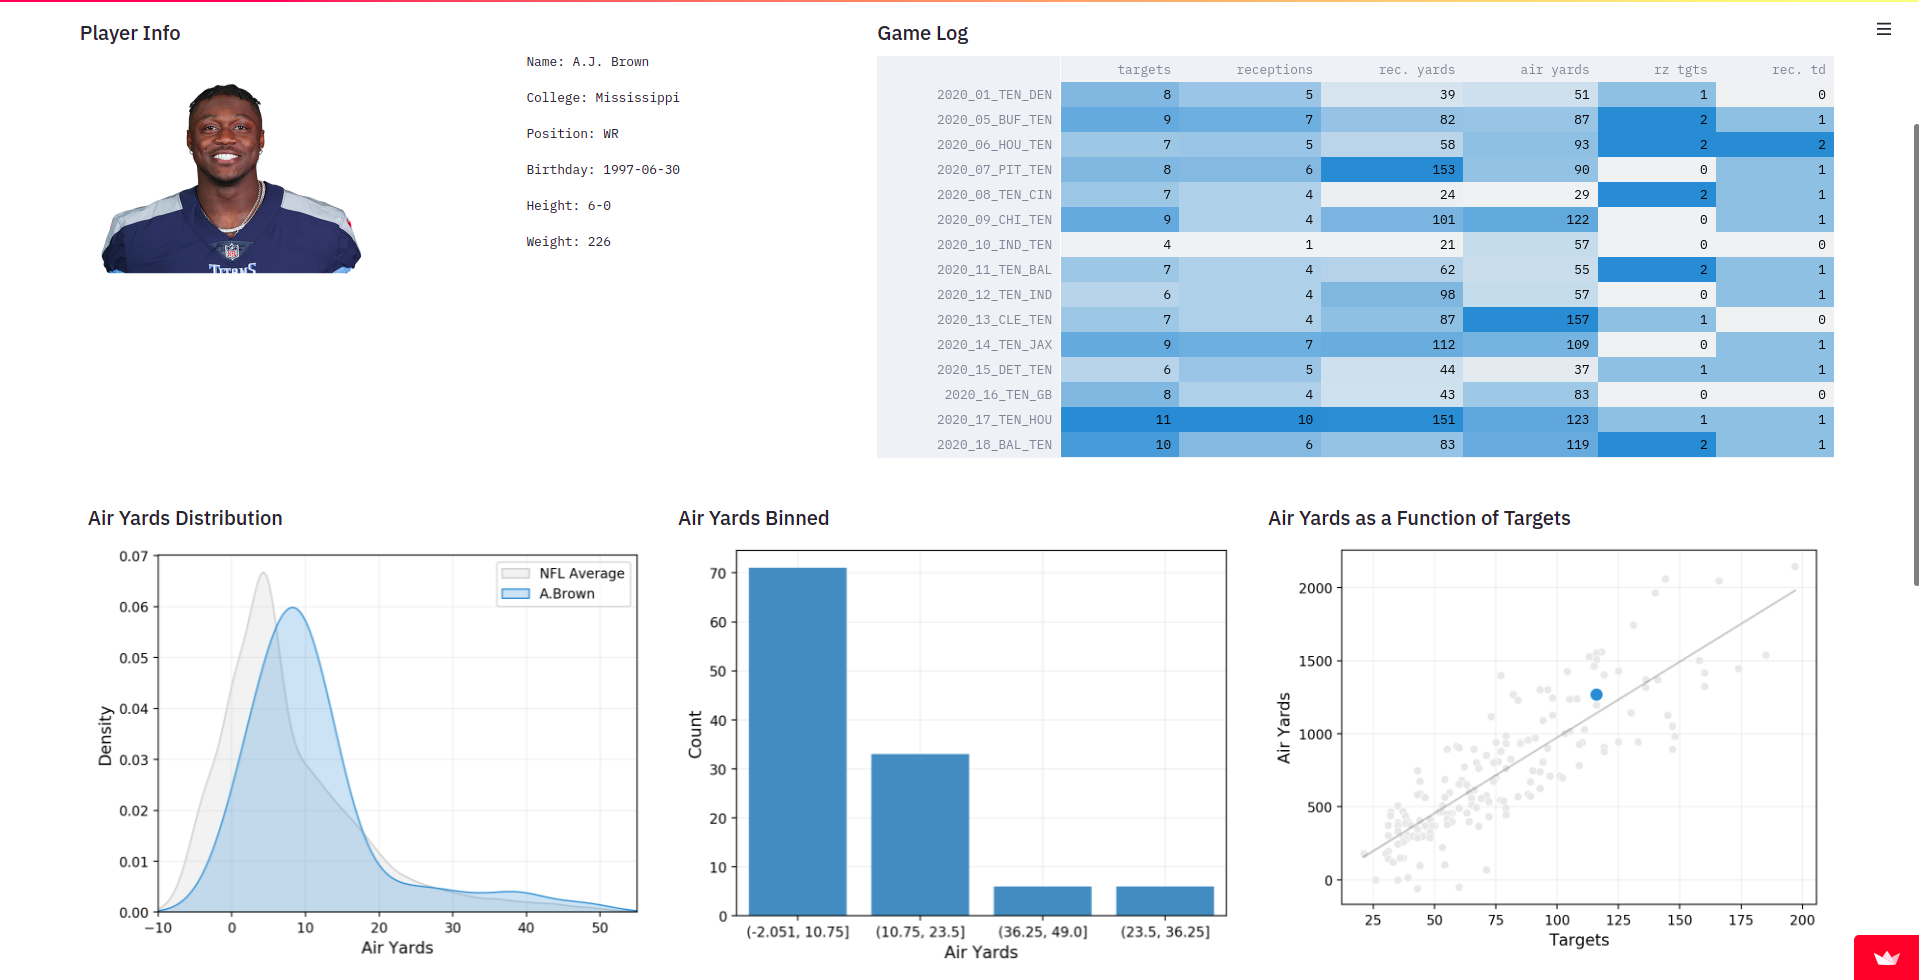 Player Info
Name: A.J. Brown
College: Mississippi
Position: WR
Birthday: 1997-06-30
Height: 6-0
Weight: 226
TITANS
Game Log
targets receptions rec. yards air yards rz tgts rec. td
2020_01_TEN_DEN 8 5 39 51 1 0
2020_05_BUF_TEN 9 7 82 87 2 1
2020_06_HOU_TEN 7 5 58 93 2 2
2020_07_PIT_TEN 8 6 153 90 0 1
2020_08_TEN_CIN 7 4 24 29 2 1
2020_09_CHI_TEN 9 4 101 122 0 1
2020_10_IND_TEN 4 1 21 57 0 0
2020_11_TEN_BAL 7 4 62 55 2 1
2020_12_TEN_IND 6 4 98 57 0 1
2020_13_CLE_TEN 7 4 87 157 1 0
2020_14_TEN_JAX 9 7 112 109 0 1
2020_15_DET_TEN 6 5 44 37 1 1
2020_16_TEN_GB 8 4 43 83 0 0
2020_17_TEN_HOU 11 10 151 123 1 1
2020_18_BAL_TEN 10 6 83 119 2 1
Air Yards Distribution
0.07
0.06
0.05
0.04
0.03
0.02
0.01
0.00
Density
NFL Average
A.Brown
−10 0 10 20 30 40 50
Air Yards
Air Yards Binned
70
60
50
40
30
20
10
0
Count
(-2.051, 10.75] (10.75, 23.5] (36.25, 49.0] (23.5, 36.25]
Air Yards
Air Yards as a Function of Targets
2000
1500
1000
500
0
Air Yards
25 50 75 100 125 150 175 200
Targets